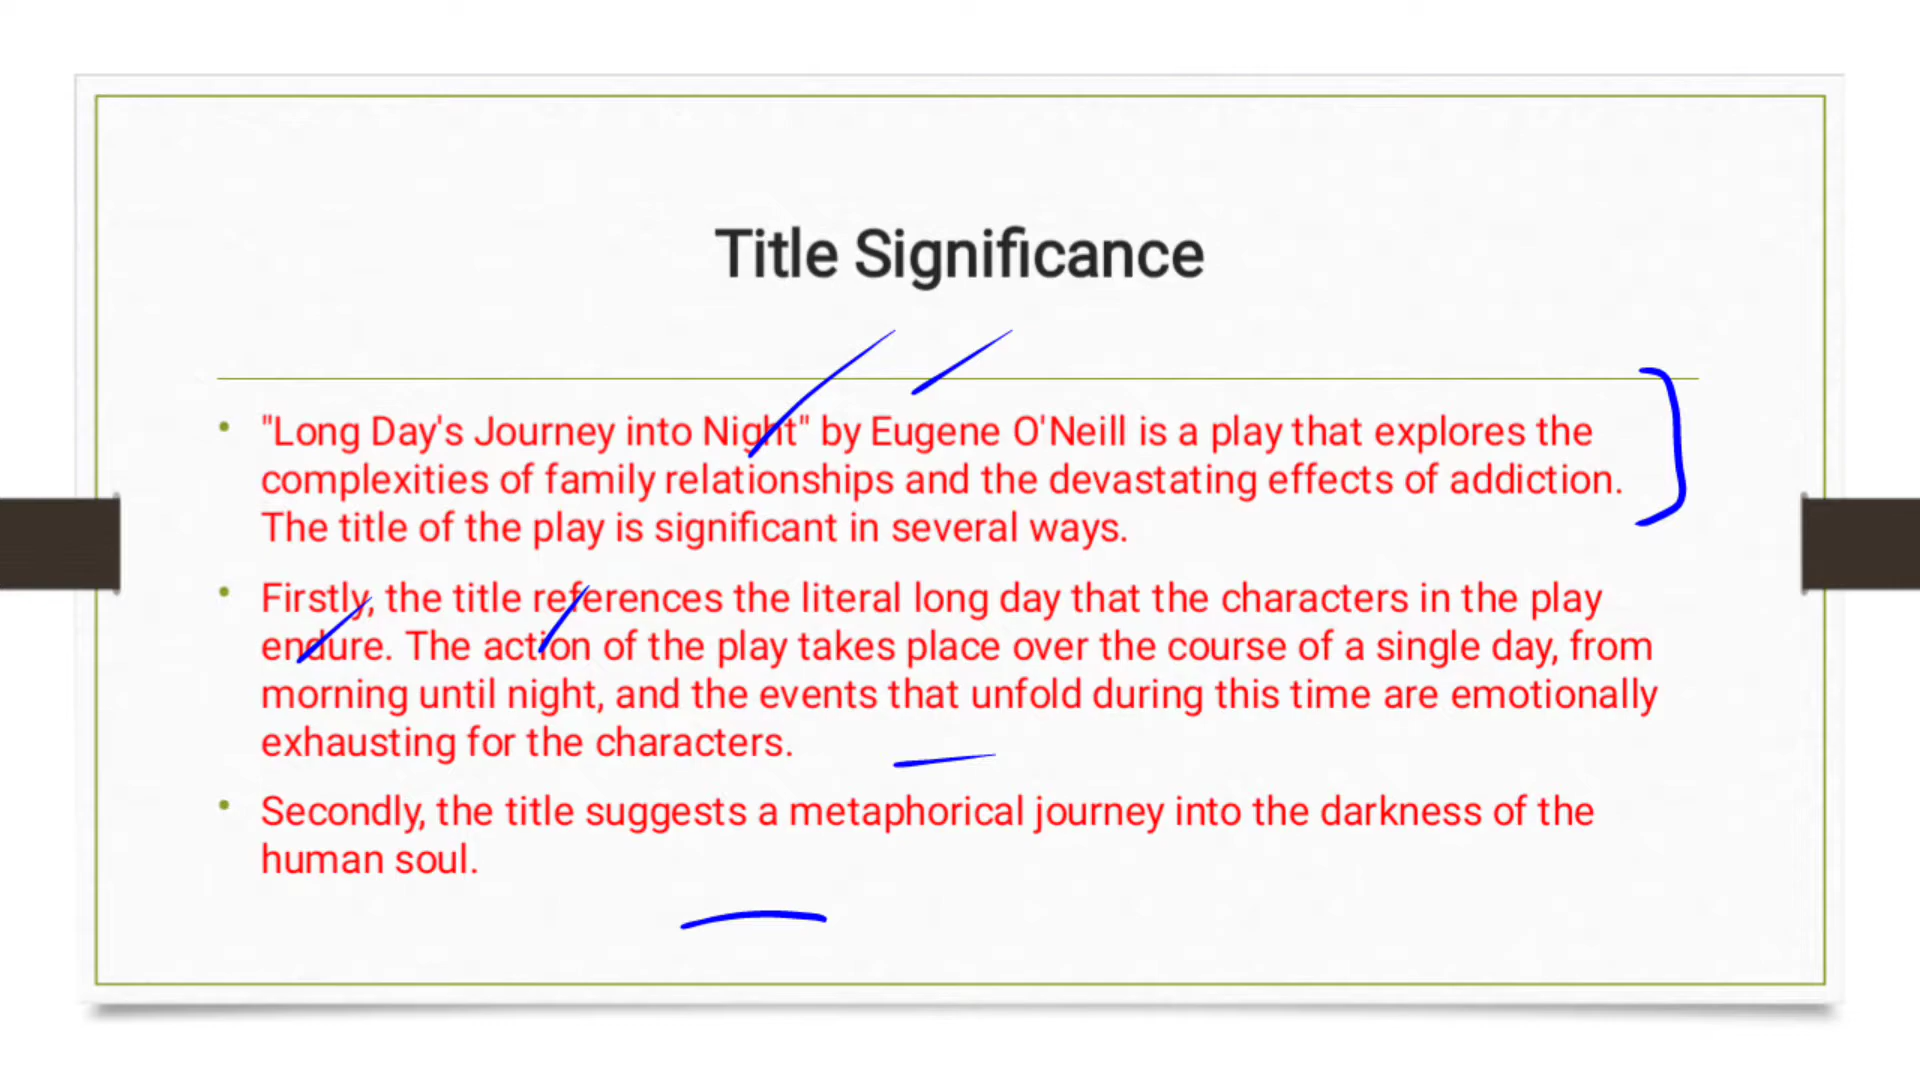 Title Significance
"Long Day's Journey into Night" by Eugene O'Neill is a play that explores the
complexities of family relationships and the devastating effects of addiction.
The title of the play is significant in several ways.
Firstly, the title references the literal long day that the characters in the play
endure. The action of the play takes place over the course of a single day, from
morning until night, and the events that unfold during this time are emotionally
exhausting for the characters.
Secondly, the title suggests a metaphorical journey into the darkness of the
human soul.